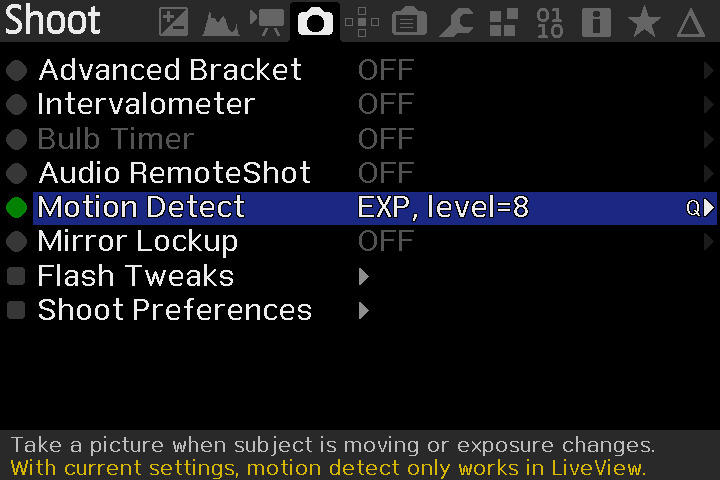 Shoot 01 10
Advanced Bracket OFF
Intervalometer OFF
Bulb Timer OFF
Audio RemoteShot OFF
Motion Detect EXP, level=8 Q
Mirror Lockup OFF
Flash Tweaks
Shoot Preferences
Take a picture when subject is moving or exposure changes.
With current settings, motion detect only works in LiveView.